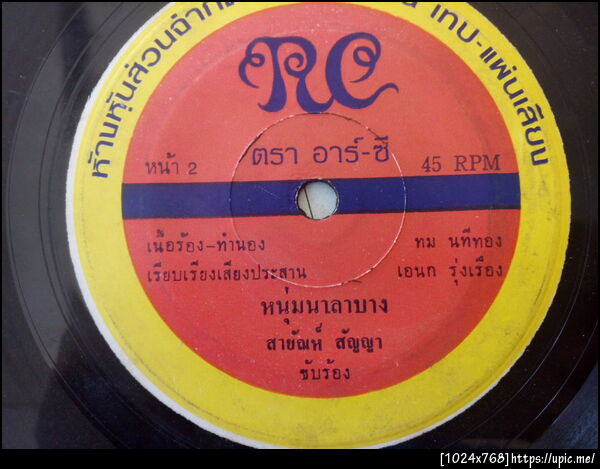 ห้างหุ้นส่วนจำกัด เทป-แผ่นเสียง
RC
ตรา อาร์-ซี
หน้า 2 45 RPM
เนื้อร้อง-ทำนอง ทม นทีทอง
เรียบเรียงเสียงประสาน เอนก รุ่งเรือง
หนุ่มนาลาบาง
สายัณห์ สัญญา
ขับร้อง
[1024x768]https://upic.me/